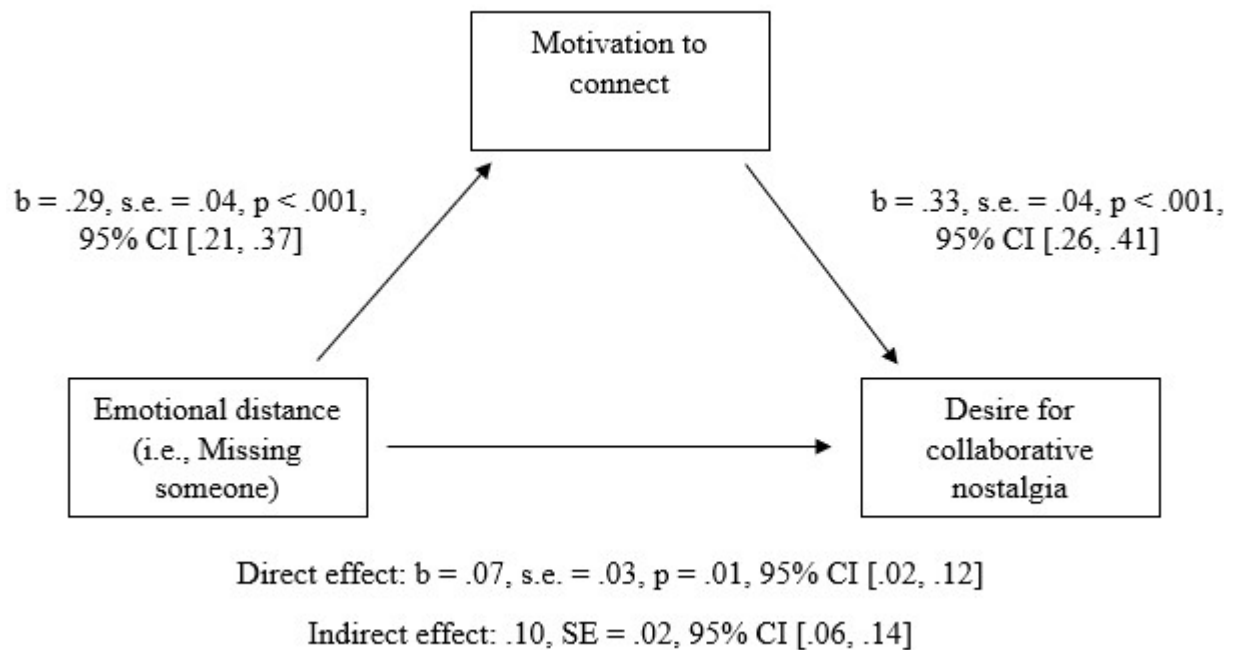 Motivation to
connect
b = .29, s.e. = .04, p < .001,
95% CI [.21, .37]
b = .33, s.e. = .04, p < .001,
95% CI [.26, .41]
Emotional distance
(i.e., Missing
someone)
Desire for
collaborative
nostalgia
Direct effect: b = .07, s.e. = .03, p = .01, 95% CI [.02, .12]
Indirect effect: .10, SE = .02, 95% CI [.06, .14]